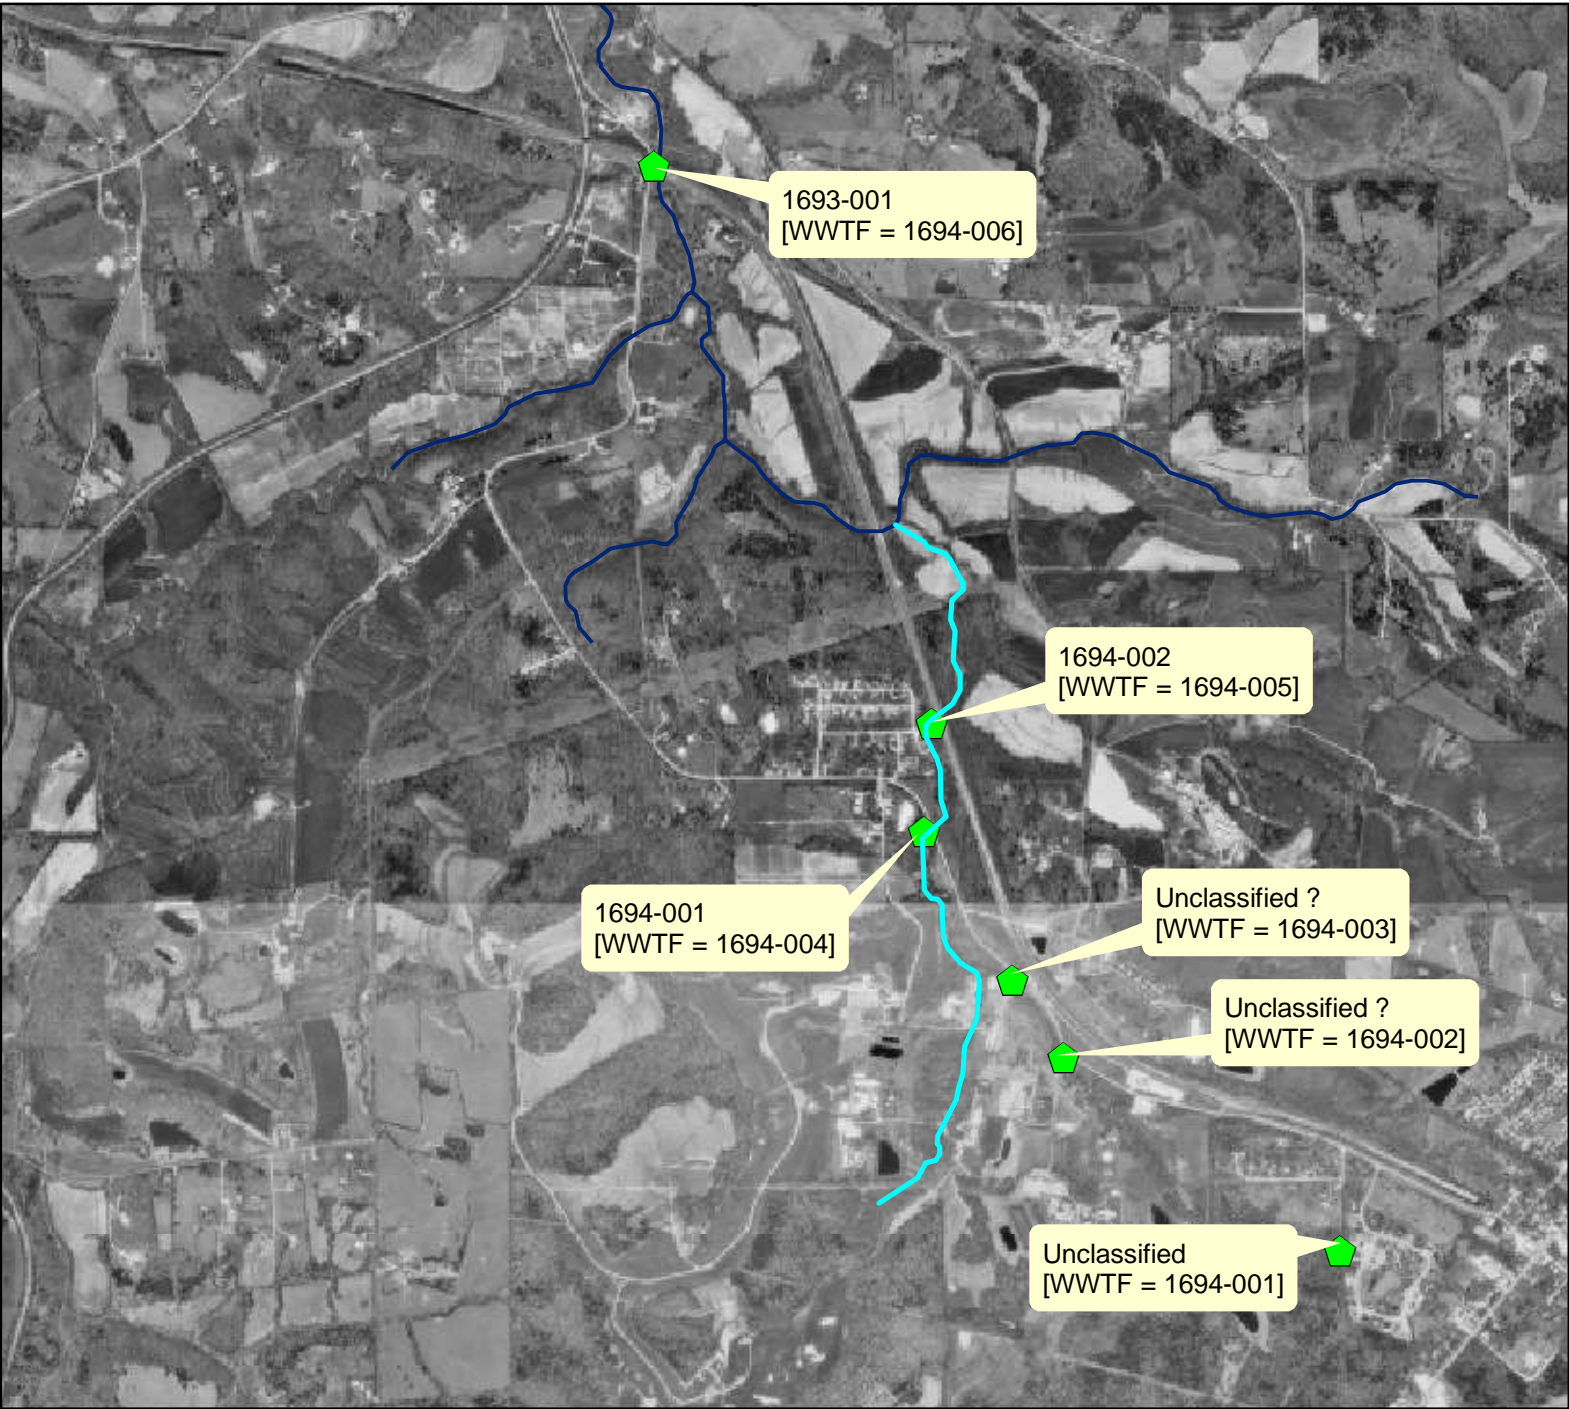 1693-001
[WWTF = 1694-006]
1694-002
[WWTF = 1694-005]
1694-001
[WWTF = 1694-004]
Unclassified ?
[WWTF = 1694-003]
Unclassified ?
[WWTF = 1694-002]
Unclassified
[WWTF = 1694-001]